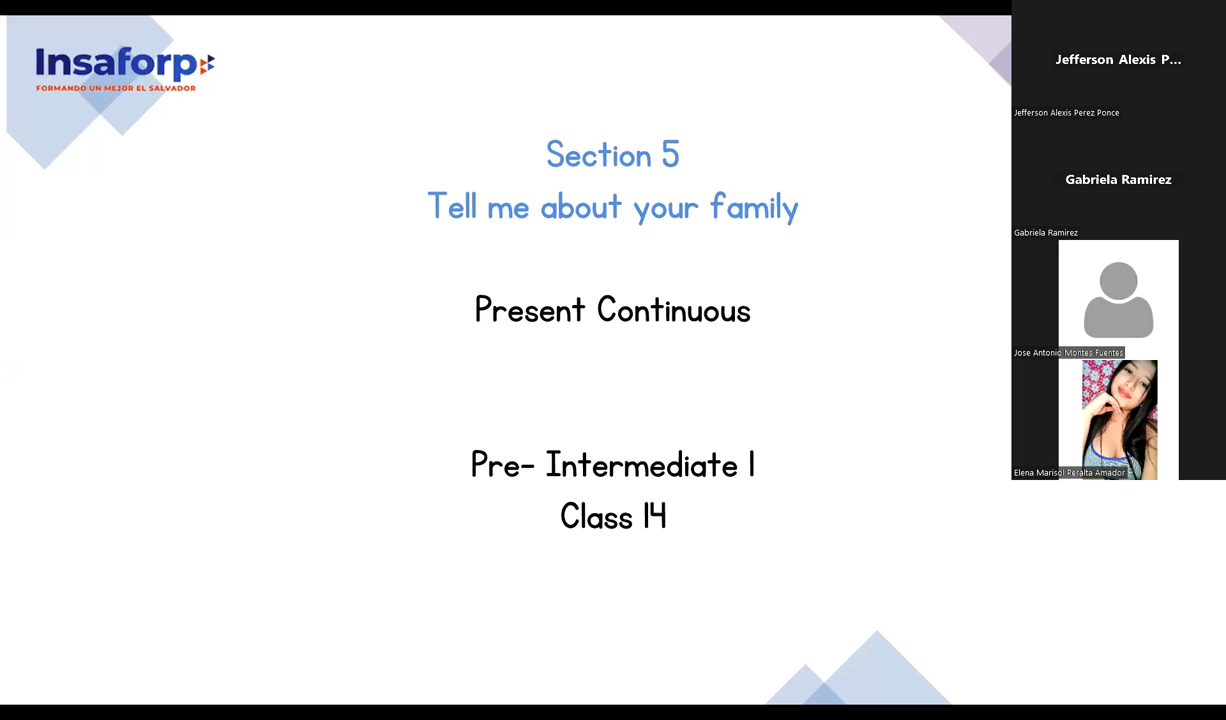 Insaforp
FORMANDO UN MEJOR EL SALVADOR
Section 5
Tell me about your family
Present Continuous
Pre- Intermediate 1
Class 14
Jefferson Alexis P...
Jefferson Alexis Perez Ponce
Gabriela Ramirez
Gabriela Ramirez
Jose Antonio Montes Fuentes
Elena Marisol Peralta Amador